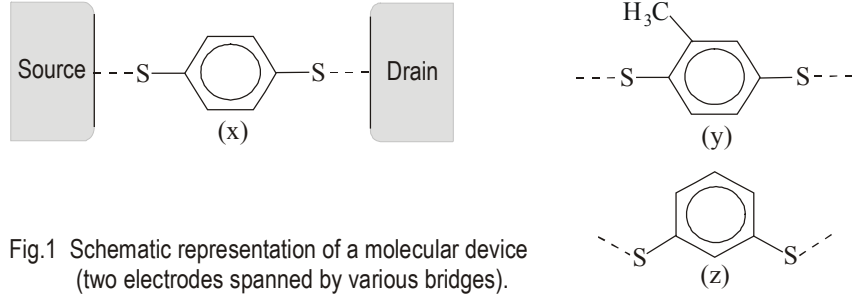 H₃C
Source
S
S
Drain
S
S
(x)
(y)
S
S
(z)
Fig.1 Schematic representation of a molecular device
(two electrodes spanned by various bridges).